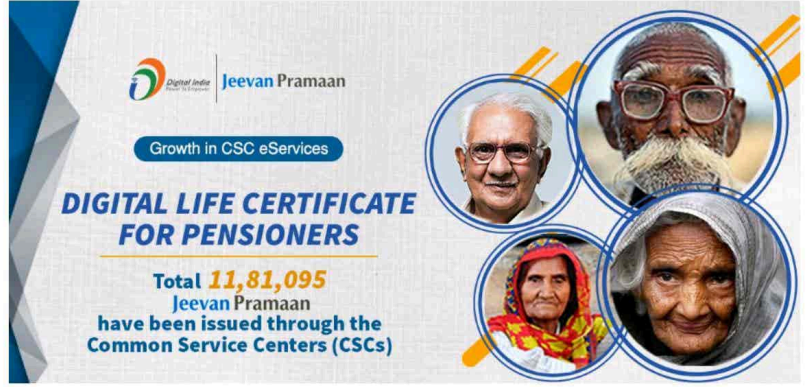 Digital India
Power To Empower
Jeevan Pramaan
Growth in CSC eServices
DIGITAL LIFE CERTIFICATE
FOR PENSIONERS
Total 11,81,095
Jeevan Pramaan
have been issued through the
Common Service Centers (CSCs)